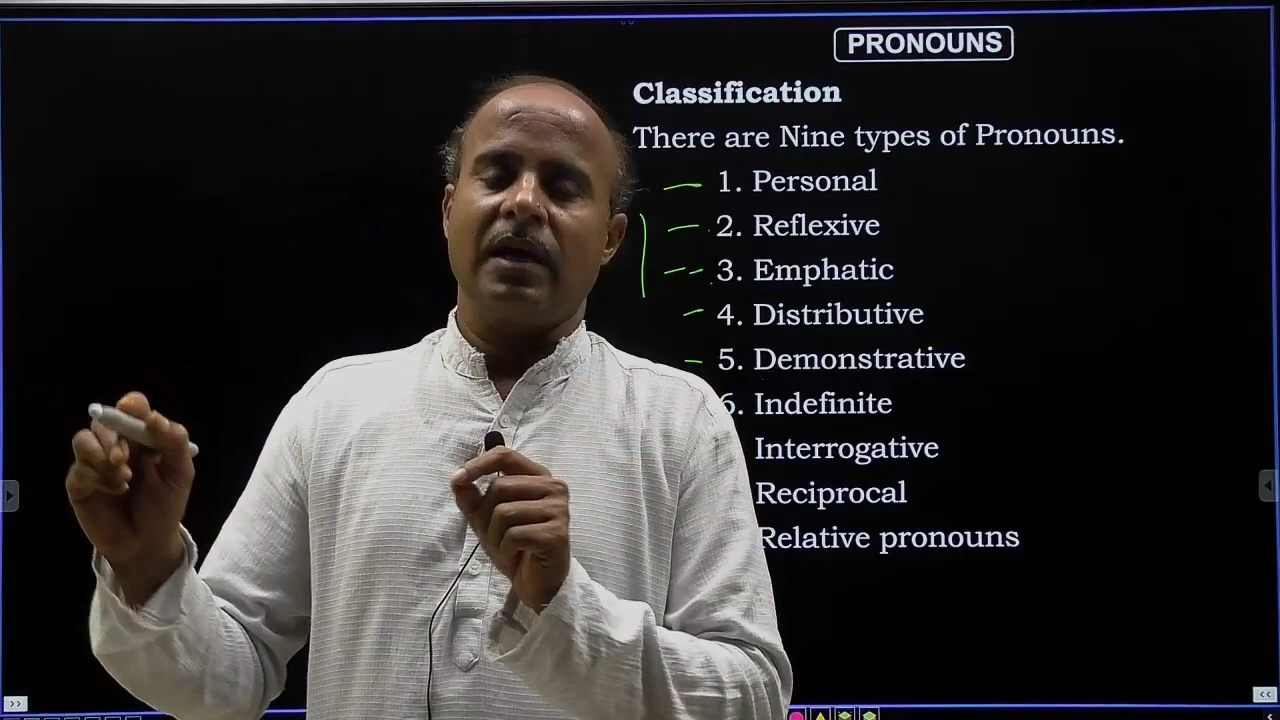 PRONOUNS
Classification
There are Nine types of Pronouns.
1. Personal
2. Reflexive
3. Emphatic
4. Distributive
5. Demonstrative
6. Indefinite
Interrogative
Reciprocal
Relative pronouns